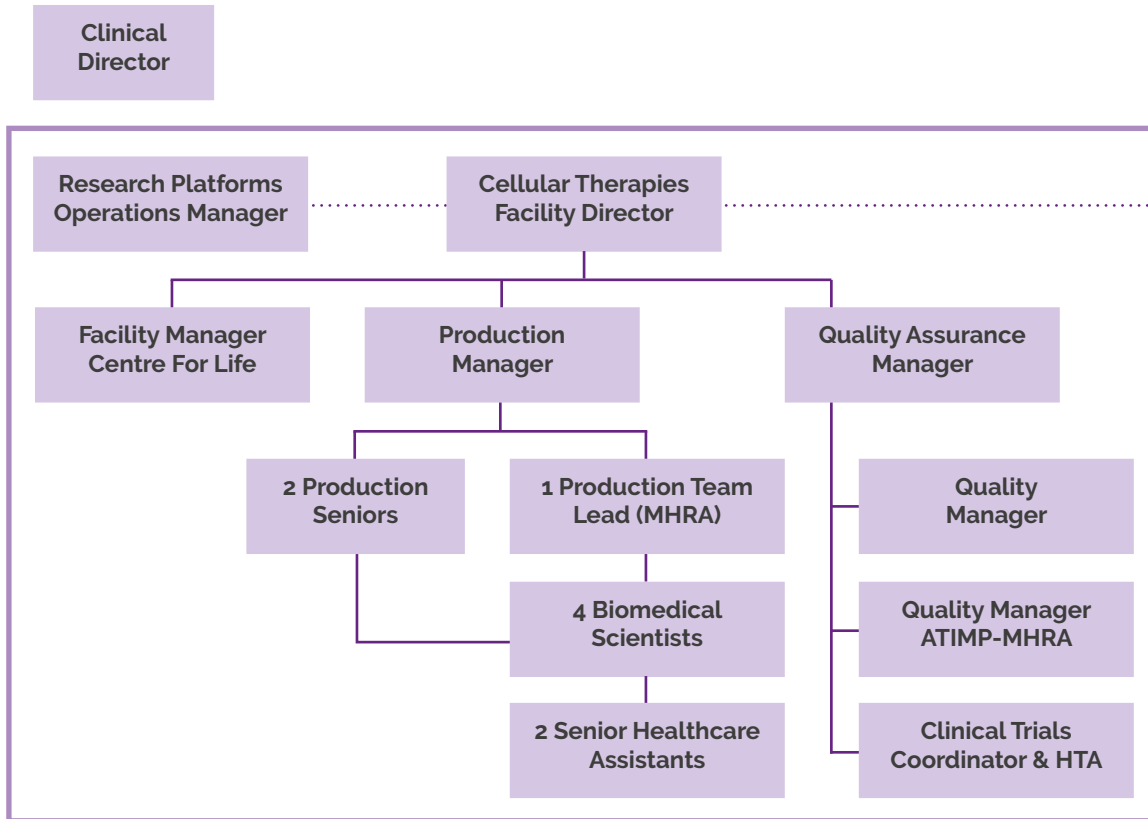 Clinical
Director
Research Platforms
Operations Manager
Cellular Therapies
Facility Director
Facility Manager
Centre For Life
Production
Manager
Quality Assurance
Manager
2 Production
Seniors
1 Production Team
Lead (MHRA)
Quality
Manager
4 Biomedical
Scientists
Quality Manager
ATIMP-MHRA
2 Senior Healthcare
Assistants
Clinical Trials
Coordinator & HTA